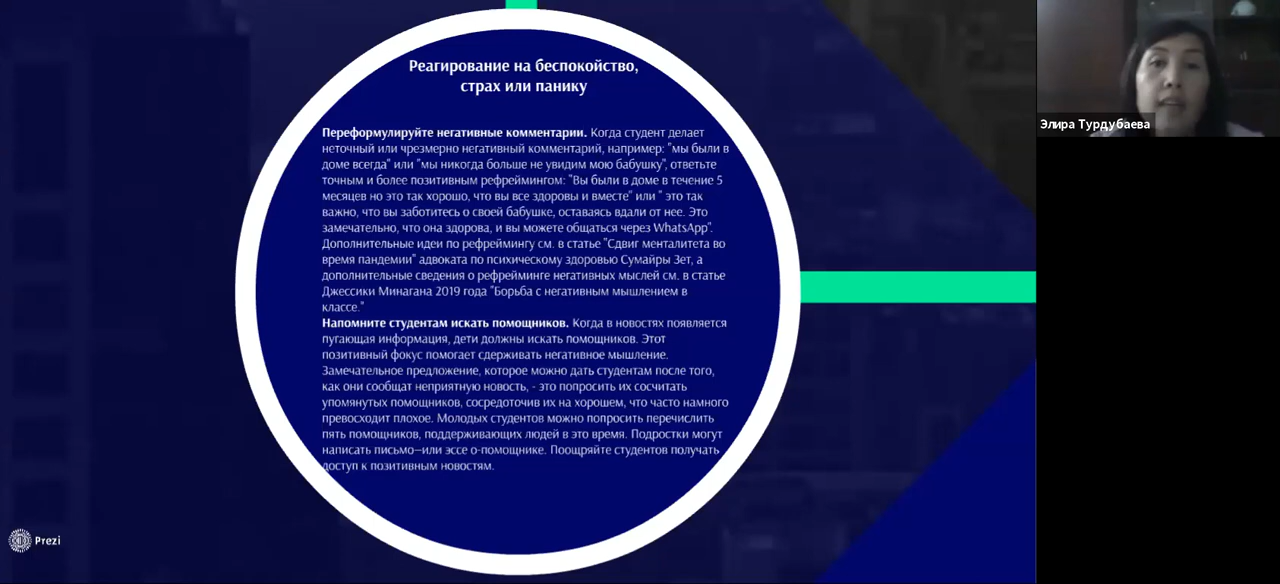 Реагирование на беспокойство,
страх или панику
Переформулируйте негативные комментарии. Когда студент делает
неточный или чрезмерно негативный комментарий, например: "мы были в
доме всегда" или "мы никогда больше не увидим мою бабушку", ответьте
точным и более позитивным рефреймингом: "Вы были в доме в течение 5
месяцев но это так хорошо, что вы все здоровы и вместе" или " это так
важно, что вы заботитесь о своей бабушке, оставаясь вдали от нее. Это
замечательно, что она здорова, и вы можете общаться через WhatsApp".
Дополнительные идеи по рефреймингу см. в статье "Сдвиг менталитета во
время пандемии" адвоката по психическому здоровью Сумайры Зет, а
дополнительные сведения о рефрейминге негативных мыслей см. в статье
Джессики Минагана 2019 года "Борьба с негативным мышлением в
классе."
Напомните студентам искать помощников. Когда в новостях появляется
пугающая информация, дети должны искать помощников. Этот
позитивный фокус помогает сдерживать негативное мышление.
Замечательное предложение, которое можно дать студентам после того,
как они сообщат неприятную новость, - это попросить их сосчитать
упомянутых помощников, сосредоточив их на хорошем, что часто намного
превосходит плохое. Молодых студентов можно попросить перечислить
пять помощников, поддерживающих людей в это время. Подростки могут
написать письмо—или эссе о-помощнике. Поощряйте студентов получать
доступ к позитивным новостям.
Элира Турдубаева
Prezi